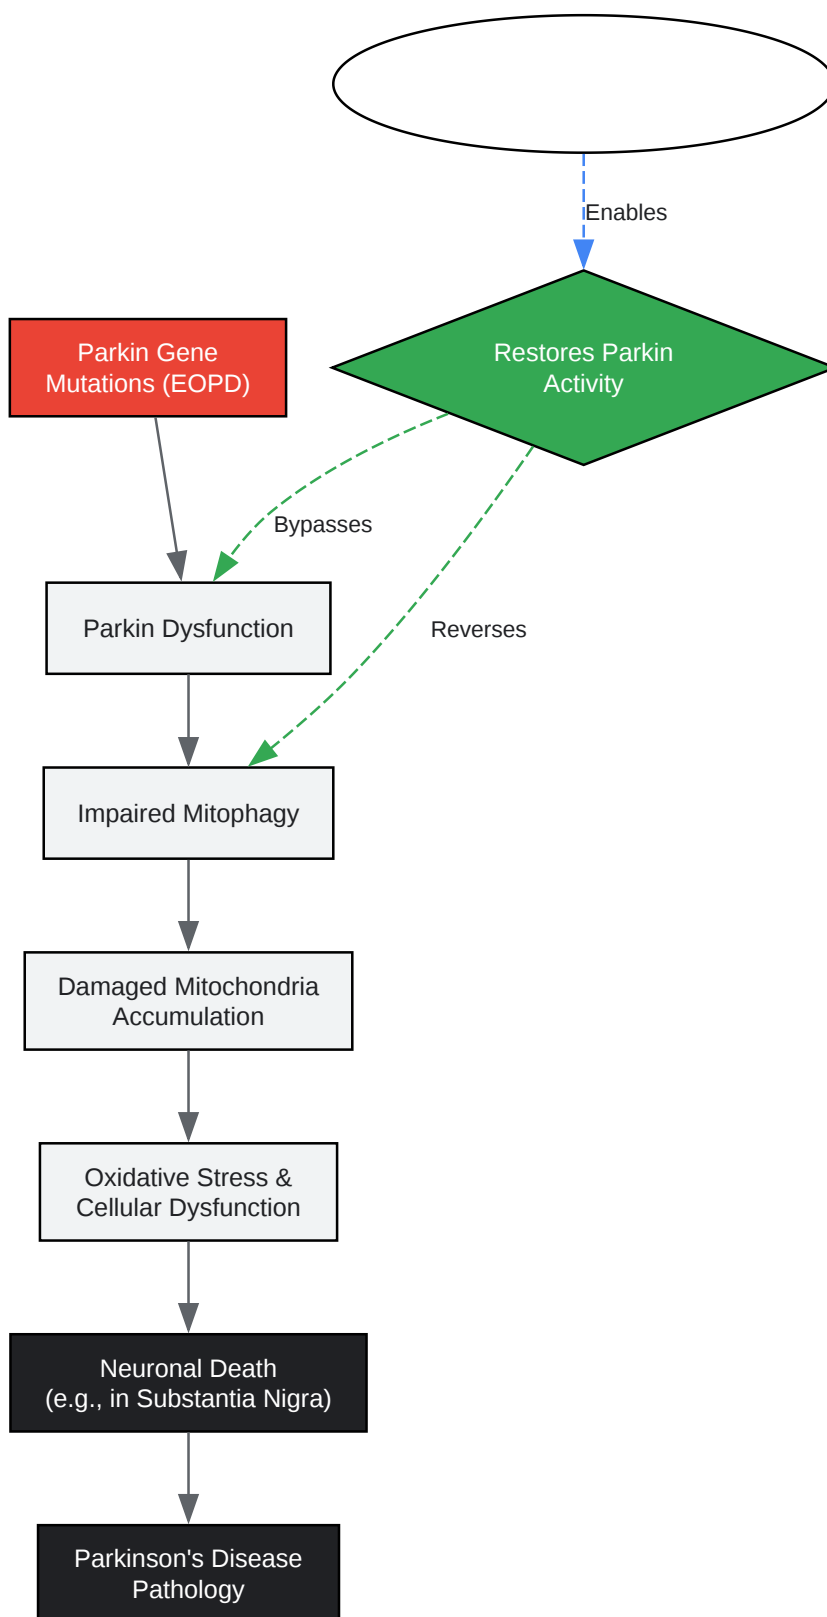 Enables
Restores Parkin
Activity
Parkin Gene
Mutations (EOPD)
Bypasses
Parkin Dysfunction
Reverses
Impaired Mitophagy
Damaged Mitochondria
Accumulation
Oxidative Stress &
Cellular Dysfunction
Neuronal Death
(e.g., in Substantia Nigra)
Parkinson's Disease
Pathology